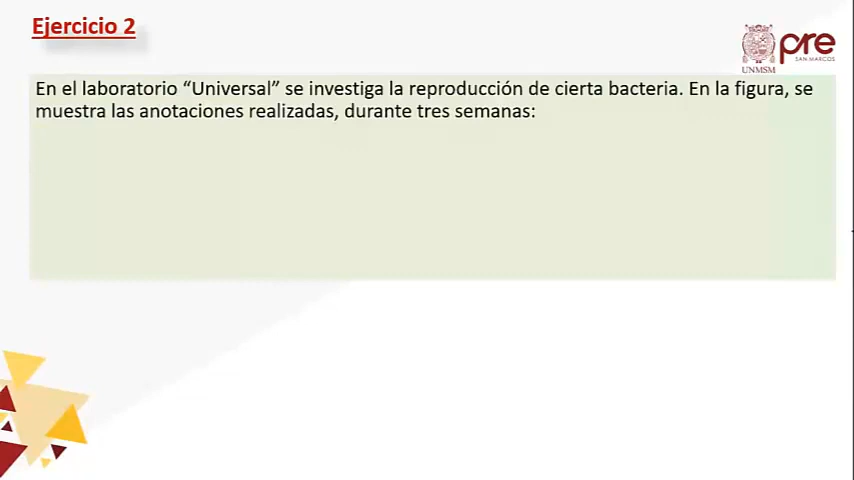 Ejercicio 2
UNMSM
pre
SAN MARCOS
En el laboratorio “Universal” se investiga la reproducción de cierta bacteria. En la figura, se
muestra las anotaciones realizadas, durante tres semanas: